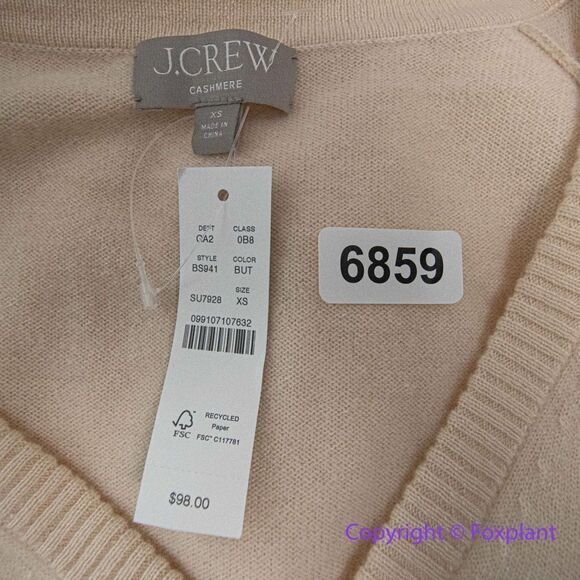 J.CREW
CASHMERE
XS
MADE IN
CHINA
DEPT CLASS
CA2 0B8
STYLE COLOR
BS941 BUT
SIZE
SU7928 XS
099107107632
FSC
RECYCLED
Paper
FSC™ C117781
$98.00
6859
Copyright © Foxplant